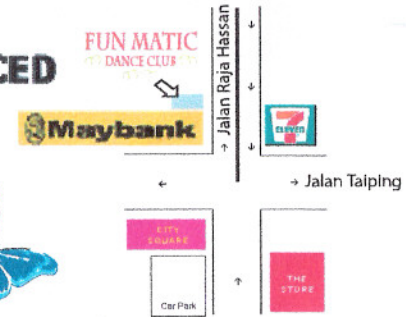 FUN MATIC
DANCE CLUB
CED
Maybank
Jalan Raja Hassan
7
ELEVEN
Jalan Taiping
CITY
SQUARE
Car Park
THE
STORE